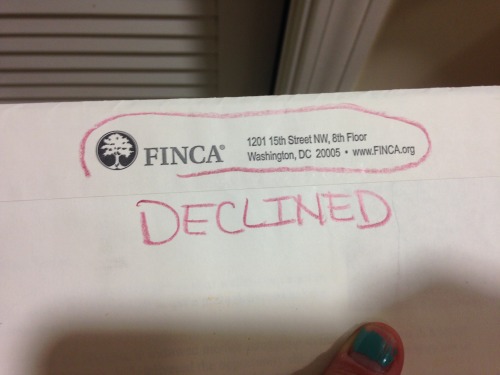 FINCA®
1201 15th Street NW, 8th Floor
Washington, DC 20005 • www.FINCA.org
DECLINED